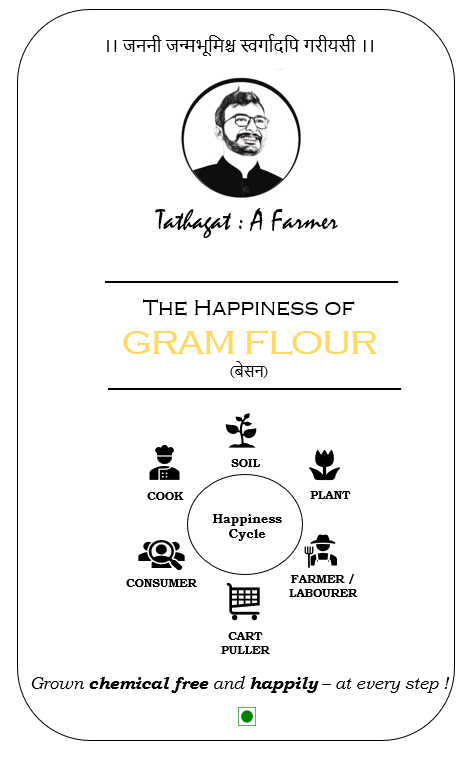 ।। जननी जन्मभूमिश्च स्वर्गादपि गरीयसी ।।
Tathagat : A Farmer
THE HAPPINESS OF
GRAM FLOUR
(बेसन)
SOIL
PLANT
FARMER /
LABOURER
CART
PULLER
CONSUMER
COOK
Happiness
Cycle
Grown chemical free and happily – at every step !